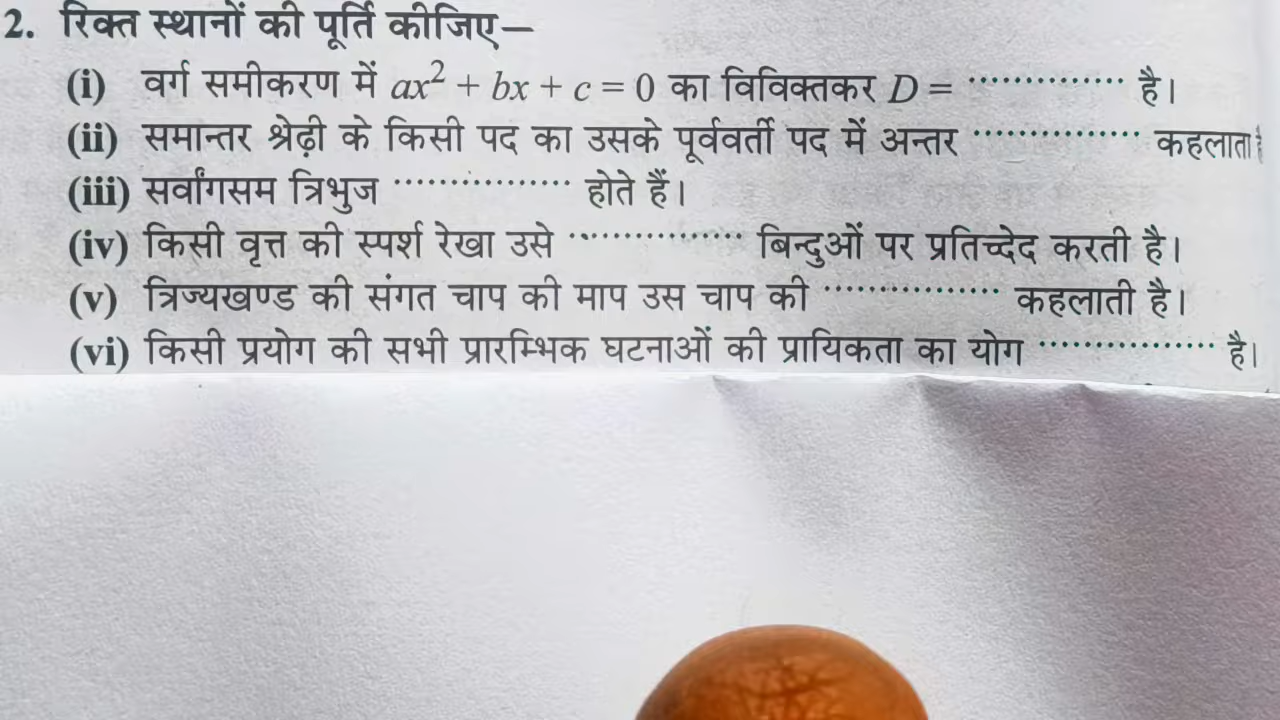 2. रिक्त स्थानों की पूर्ति कीजिए—
(i) वर्ग समीकरण में ax² + bx + c = 0 का विविक्तकर D = ·············· है।
(ii) समान्तर श्रेढ़ी के किसी पद का उसके पूर्ववर्ती पद में अन्तर ··············· कहलाता है
(iii) सर्वांगसम त्रिभुज ················ होते हैं।
(iv) किसी वृत्त की स्पर्श रेखा उसे ················ बिन्दुओं पर प्रतिच्देद करती है।
(v) त्रिज्यखण्ड की संगत चाप की माप उस चाप की ················ कहलाती है।
(vi) किसी प्रयोग की सभी प्रारम्भिक घटनाओं की प्रायिकता का योग ················ है।